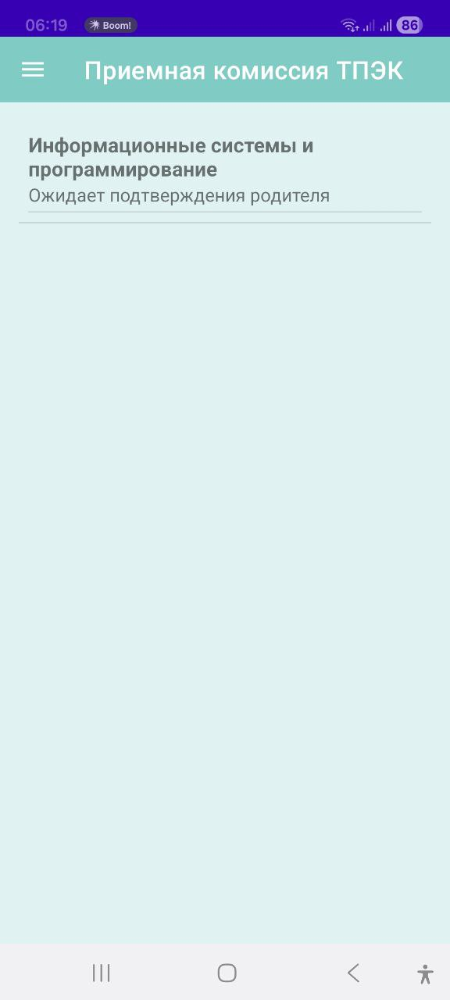 06:19 Boom! 86
Приемная комиссия ТПЭК
Информационные системы и
программирование
Ожидает подтверждения родителя